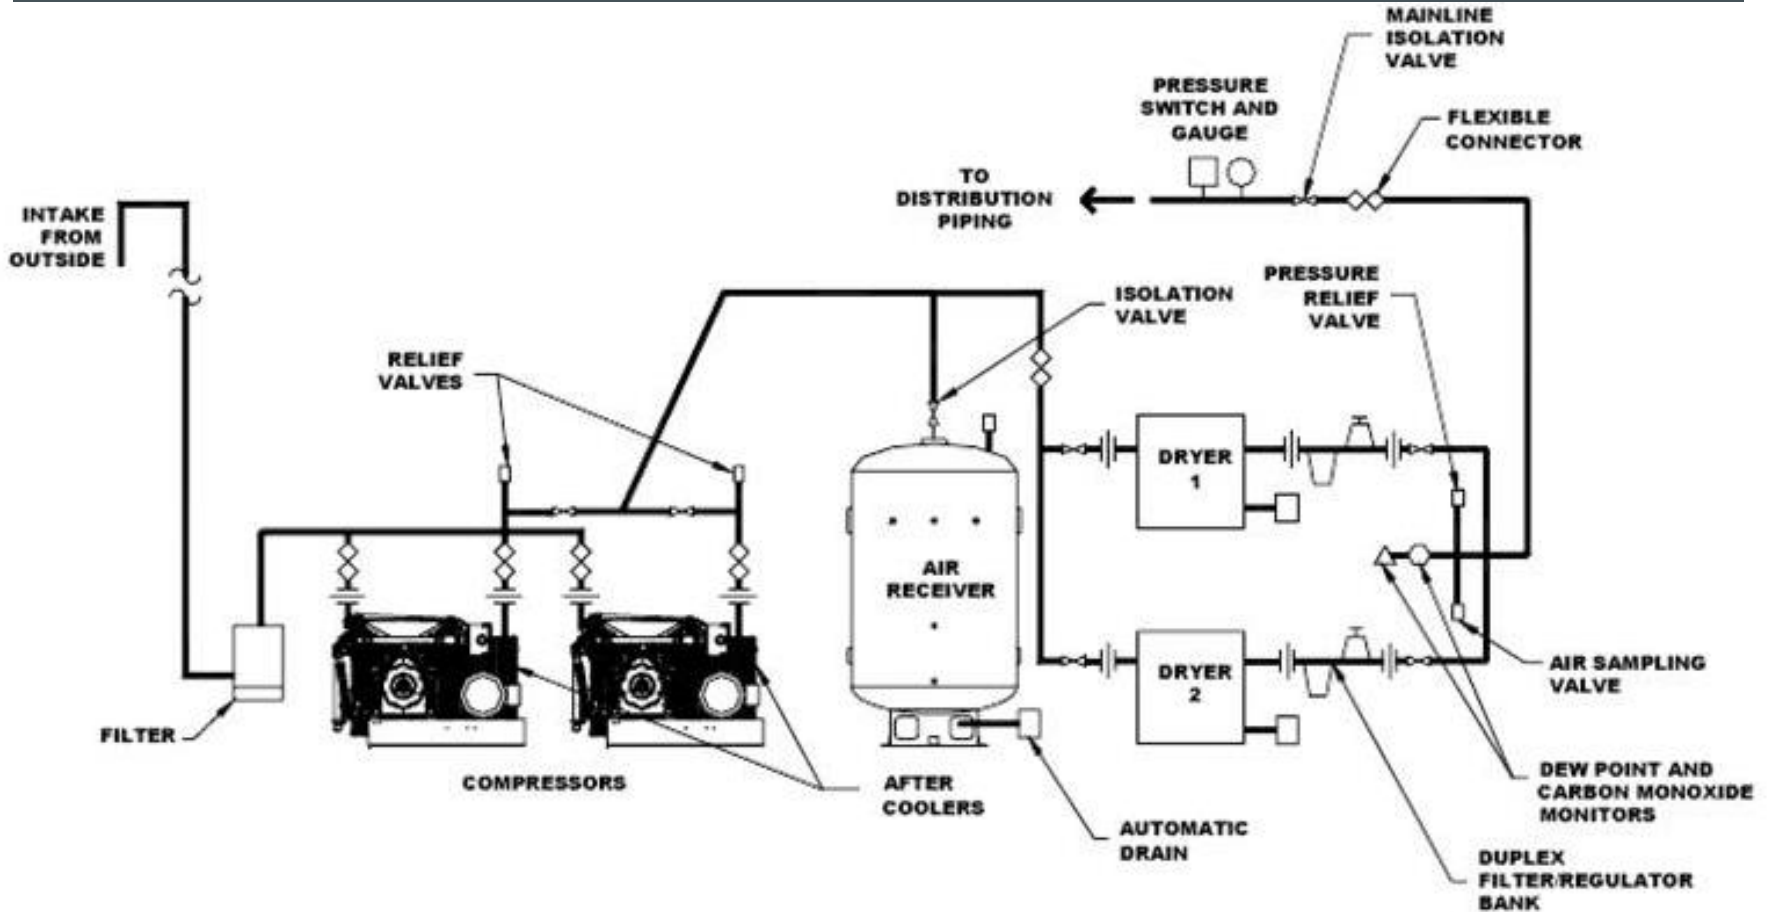 MAINLINE
ISOLATION
VALVE
PRESSURE
SWITCH AND
GAUGE
FLEXIBLE
CONNECTOR
TO
DISTRIBUTION
PIPING
INTAKE
FROM
OUTSIDE
PRESSURE
RELIEF
VALVE
ISOLATION
VALVE
RELIEF
VALVES
DRYER
1
AIR
RECEIVER
DRYER
2
AIR SAMPLING
VALVE
FILTER
COMPRESSORS
AFTER
COOLERS
DEW POINT AND
CARBON MONOXIDE
MONITORS
AUTOMATIC
DRAIN
DUPLEX
FILTER/REGULATOR
BANK